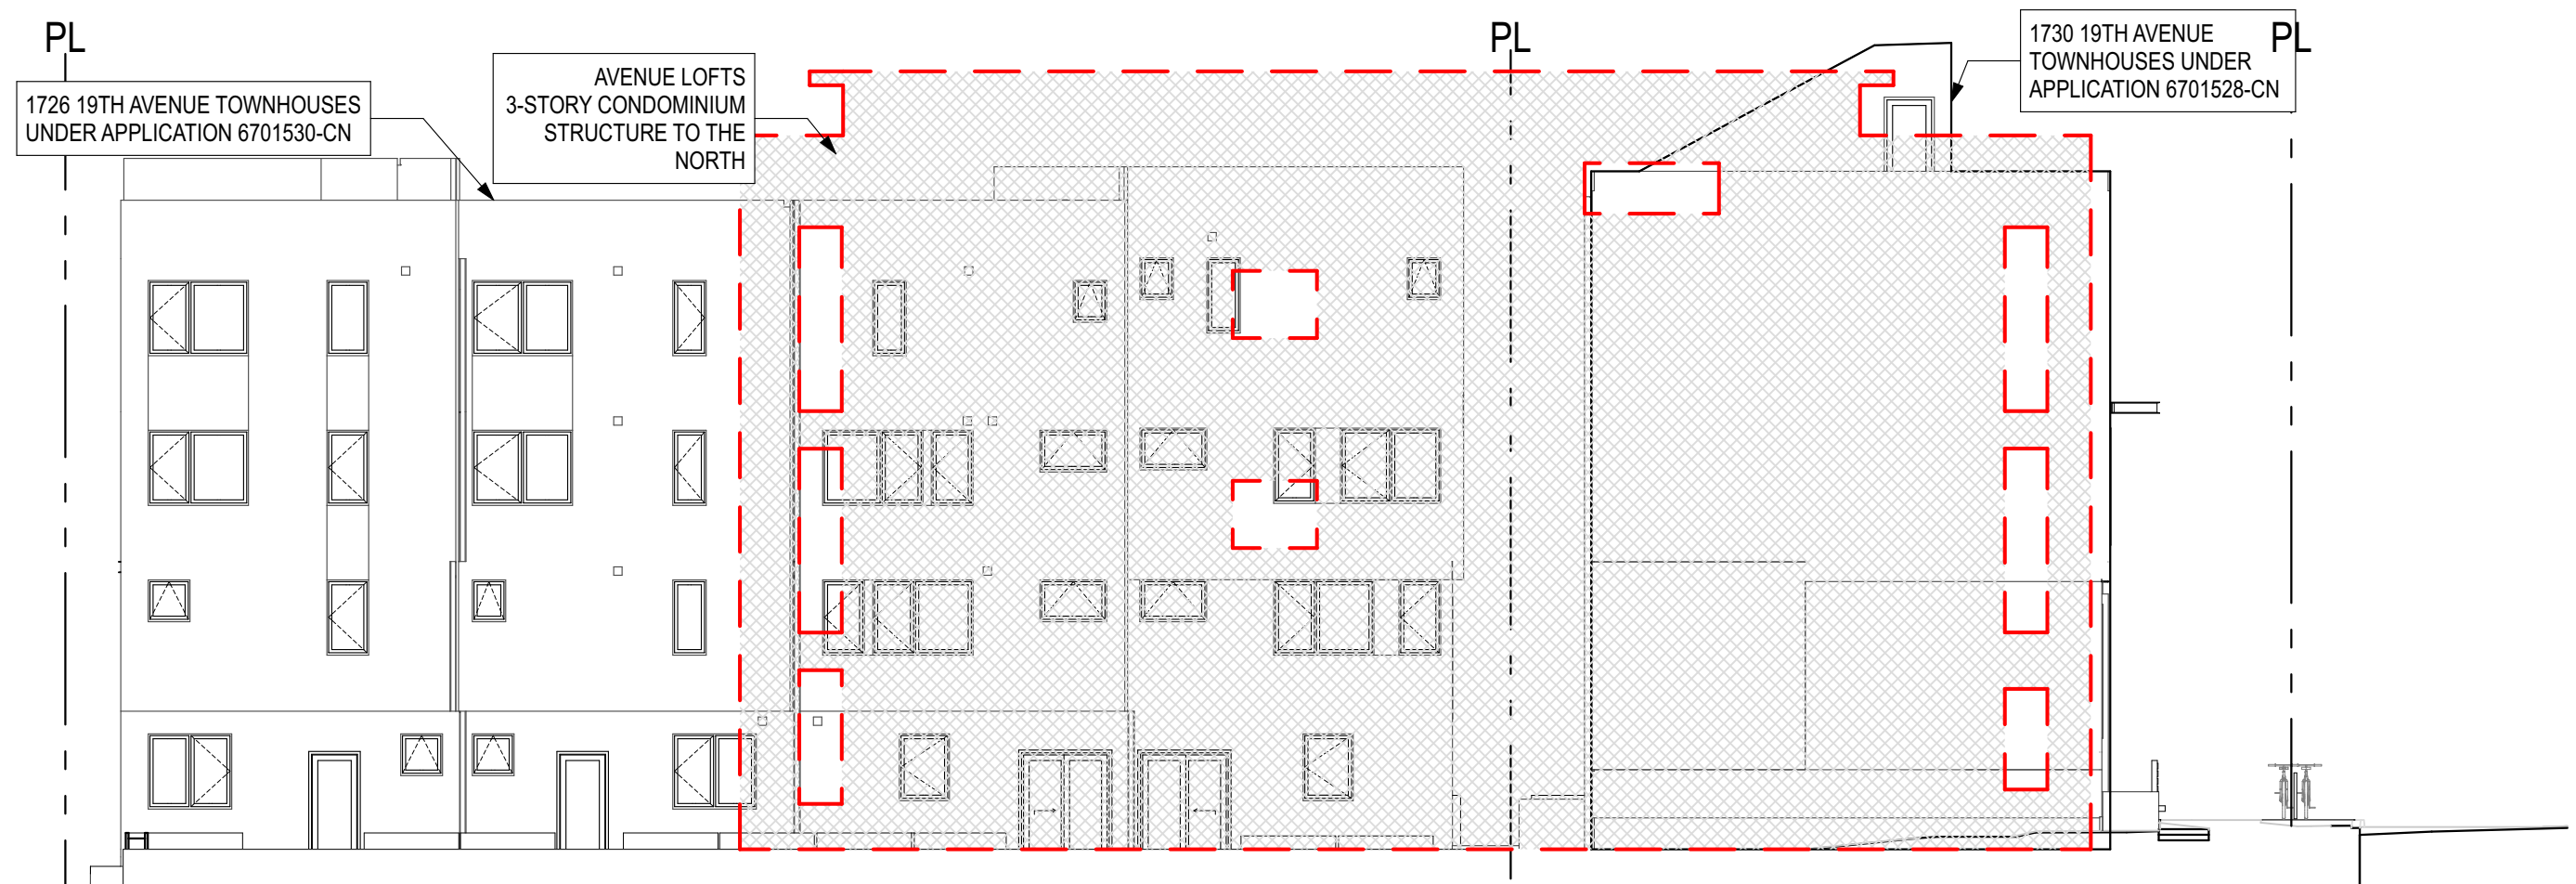 PL
PL
PL
1726 19TH AVENUE TOWNHOUSES
UNDER APPLICATION 6701530-CN
AVENUE LOFTS
3-STORY CONDOMINIUM
STRUCTURE TO THE
NORTH
1730 19TH AVENUE
TOWNHOUSES UNDER
APPLICATION 6701528-CN